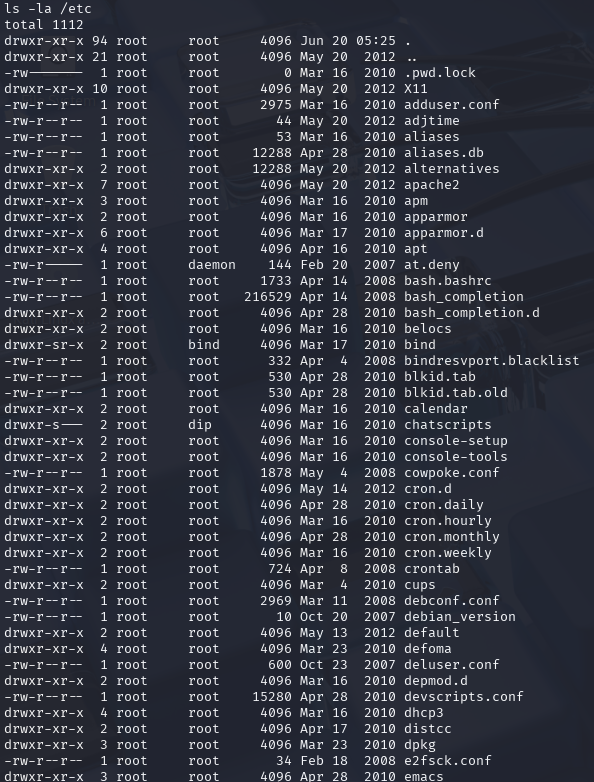 ls -la /etc
total 1112
drwxr-xr-x 94 root     root      4096 Jun 20 05:25 .
drwxr-xr-x 21 root     root      4096 May 20  2012 ..
-rw-------  1 root     root         0 Mar 16  2010 .pwd.lock
drwxr-xr-x 10 root     root      4096 May 20  2012 X11
-rw-r--r--  1 root     root      2975 Mar 16  2010 adduser.conf
-rw-r--r--  1 root     root        44 May 20  2012 adjtime
-rw-r--r--  1 root     root        53 Mar 16  2010 aliases
-rw-r--r--  1 root     root     12288 Apr 28  2010 aliases.db
drwxr-xr-x  2 root     root     12288 May 20  2012 alternatives
drwxr-xr-x  7 root     root      4096 May 20  2012 apache2
drwxr-xr-x  3 root     root      4096 Mar 16  2010 apm
drwxr-xr-x  2 root     root      4096 Mar 16  2010 apparmor
drwxr-xr-x  6 root     root      4096 Mar 17  2010 apparmor.d
drwxr-xr-x  4 root     root      4096 Apr 16  2010 apt
-rw-r-----  1 root     daemon     144 Feb 20  2007 at.deny
-rw-r--r--  1 root     root      1733 Apr 14  2008 bash.bashrc
-rw-r--r--  1 root     root    216529 Apr 14  2008 bash_completion
drwxr-xr-x  2 root     root      4096 Apr 28  2010 bash_completion.d
drwxr-xr-x  2 root     root      4096 Mar 16  2010 belocs
drwxr-sr-x  2 root     bind      4096 Mar 17  2010 bind
-rw-r--r--  1 root     root       332 Apr  4  2008 bindresvport.blacklist
-rw-r--r--  1 root     root       530 Apr 28  2010 blkid.tab
-rw-r--r--  1 root     root       530 Apr 28  2010 blkid.tab.old
drwxr-xr-x  2 root     root      4096 Mar 16  2010 calendar
drwxr-s---  2 root     dip       4096 Mar 16  2010 chatscripts
drwxr-xr-x  2 root     root      4096 Mar 16  2010 console-setup
drwxr-xr-x  2 root     root      4096 Mar 16  2010 console-tools
-rw-r--r--  1 root     root      1878 May  4  2008 cowpoke.conf
drwxr-xr-x  2 root     root      4096 May 14  2012 cron.d
drwxr-xr-x  2 root     root      4096 Apr 28  2010 cron.daily
drwxr-xr-x  2 root     root      4096 Mar 16  2010 cron.hourly
drwxr-xr-x  2 root     root      4096 Apr 28  2010 cron.monthly
drwxr-xr-x  2 root     root      4096 Mar 16  2010 cron.weekly
-rw-r--r--  1 root     root       724 Apr  8  2008 crontab
drwxr-xr-x  2 root     root      4096 Mar  4  2010 cups
-rw-r--r--  1 root     root      2969 Mar 11  2008 debconf.conf
-rw-r--r--  1 root     root        10 Oct 20  2007 debian_version
drwxr-xr-x  2 root     root      4096 May 13  2012 default
drwxr-xr-x  4 root     root      4096 Mar 23  2010 defoma
-rw-r--r--  1 root     root       600 Oct 23  2007 deluser.conf
drwxr-xr-x  2 root     root      4096 Mar 16  2010 depmod.d
-rw-r--r--  1 root     root     15280 Apr 28  2010 devscripts.conf
drwxr-xr-x  4 root     root      4096 Mar 16  2010 dhcp3
drwxr-xr-x  2 root     root      4096 Apr 17  2010 distcc
drwxr-xr-x  3 root     root      4096 Mar 23  2010 dpkg
-rw-r--r--  1 root     root        34 Feb 18  2008 e2fsck.conf
drwxr-xr-x  3 root     root      4096 Apr 28  2010 emacs